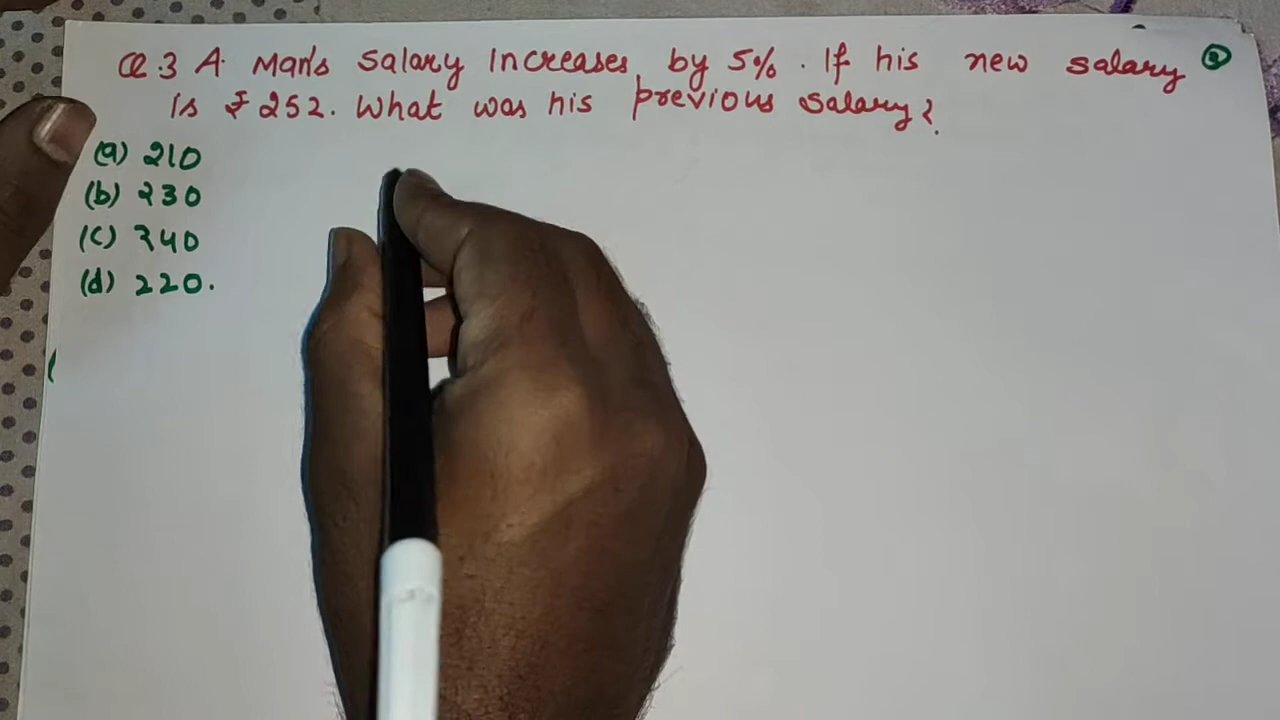 Q 3 A Man's Salary Increases by 5%. If his new salary ②
is ₹252. What was his previous salary?
(a) 210
(b) 230
(c) 240
(d) 220.